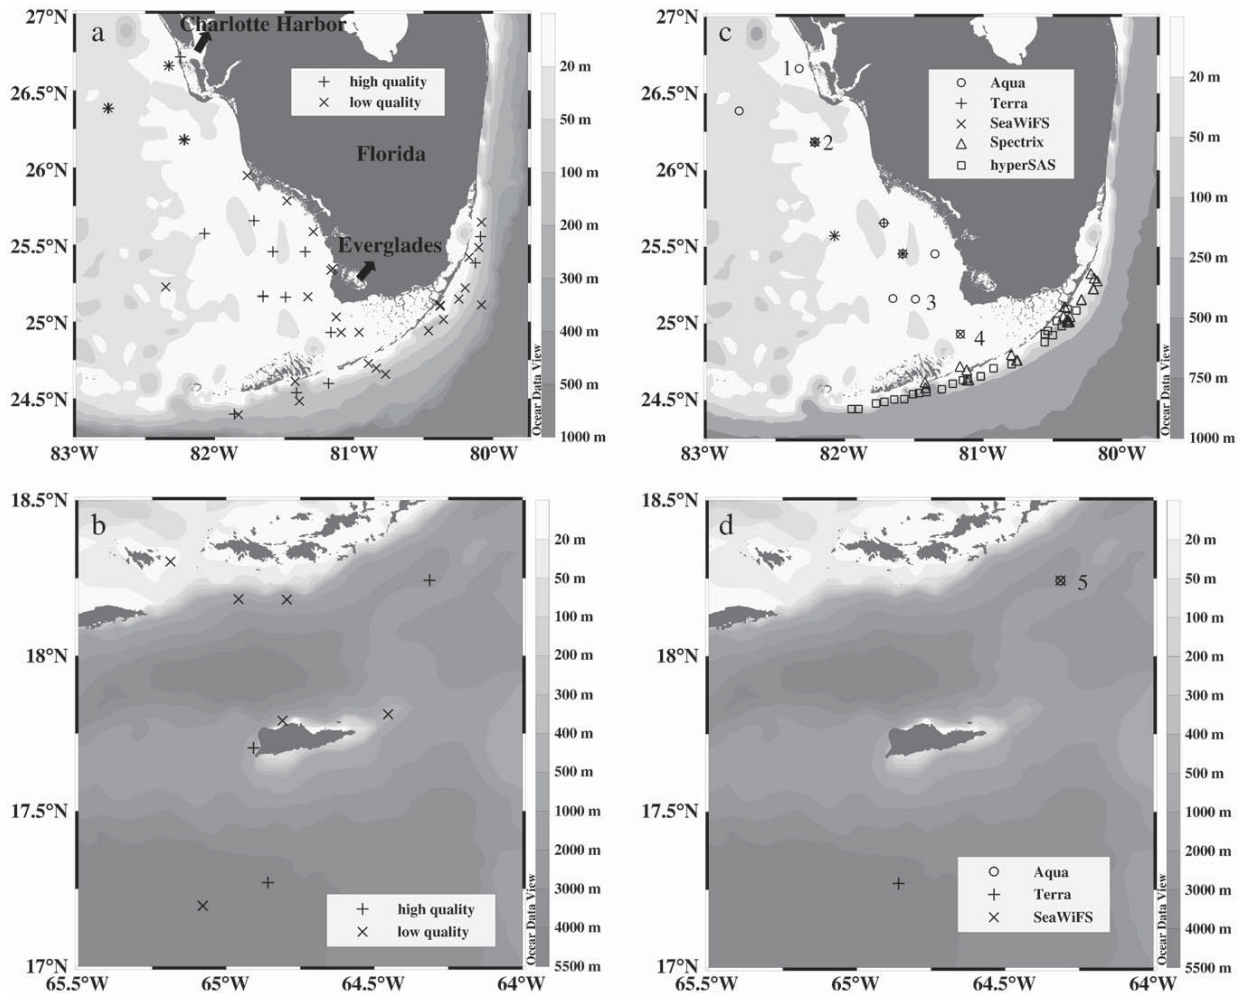 27°N
26.5°N
26°N
25.5°N
25°N
24.5°N
83°W
82°W
81°W
80°W
a
Charlotte Harbor
high quality
low quality
Florida
Everglades
20 m
50 m
100 m
200 m
300 m
400 m
500 m
1000 m
Ocean Data View
27°N
26.5°N
26°N
25.5°N
25°N
24.5°N
83°W
82°W
81°W
80°W
c
1
2
3
4
Aqua
Terra
SeaWiFS
Spectrix
hyperSAS
20 m
50 m
100 m
200 m
300 m
400 m
500 m
750 m
1000 m
Ocean Data View
18.5°N
18°N
17.5°N
17°N
65.5°W
65°W
64.5°W
64°W
b
high quality
low quality
20 m
50 m
100 m
200 m
300 m
400 m
500 m
1000 m
2000 m
3000 m
4000 m
5500 m
Ocean Data View
18.5°N
18°N
17.5°N
17°N
65.5°W
65°W
64.5°W
64°W
d
5
Aqua
Terra
SeaWiFS
20 m
50 m
100 m
200 m
300 m
400 m
500 m
1000 m
2000 m
3000 m
4000 m
5500 m
Ocean Data View